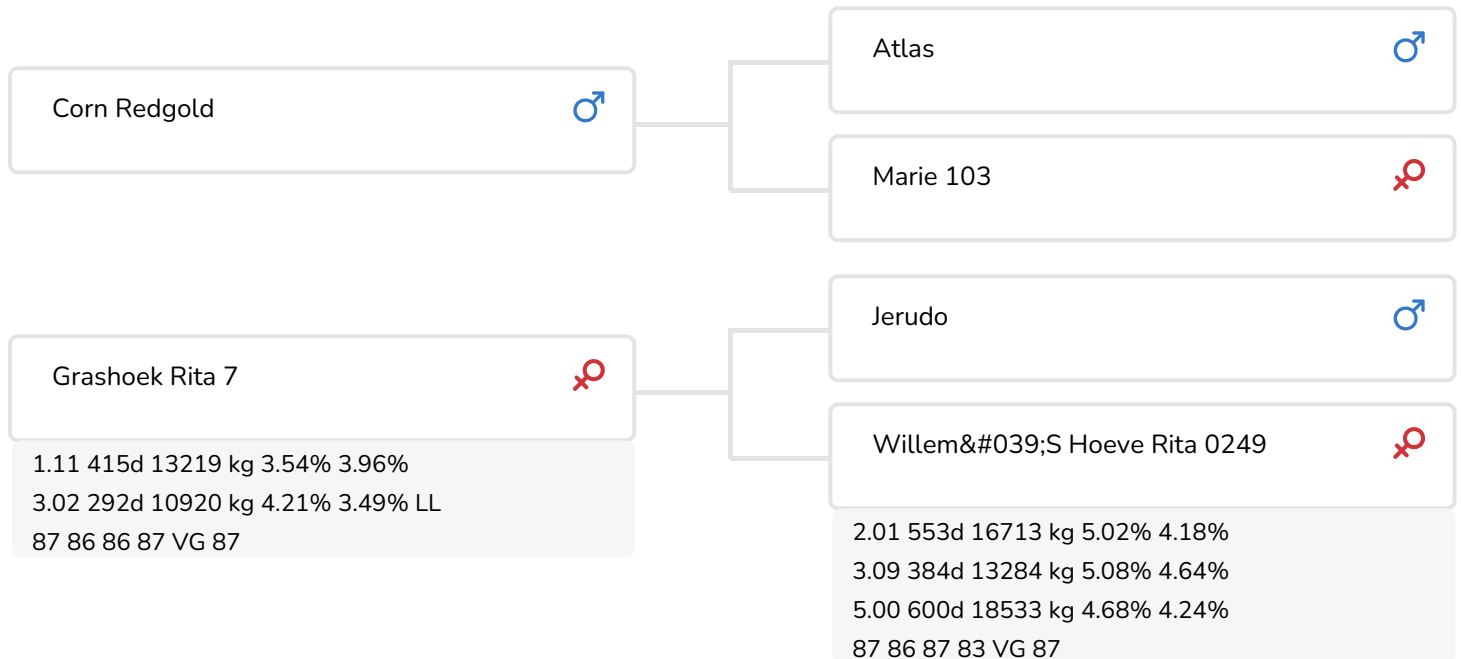 Corn Redgold
Atlas
Marie 103
Grashoek Rita 7
1.11 415d 13219 kg 3.54% 3.96%
3.02 292d 10920 kg 4.21% 3.49% LL
87 86 86 87 VG 87
Jerudo
Willem&#039;S Hoeve Rita 0249
2.01 553d 16713 kg 5.02% 4.18%
3.09 384d 13284 kg 5.08% 4.64%
5.00 600d 18533 kg 4.68% 4.24%
87 86 87 83 VG 87